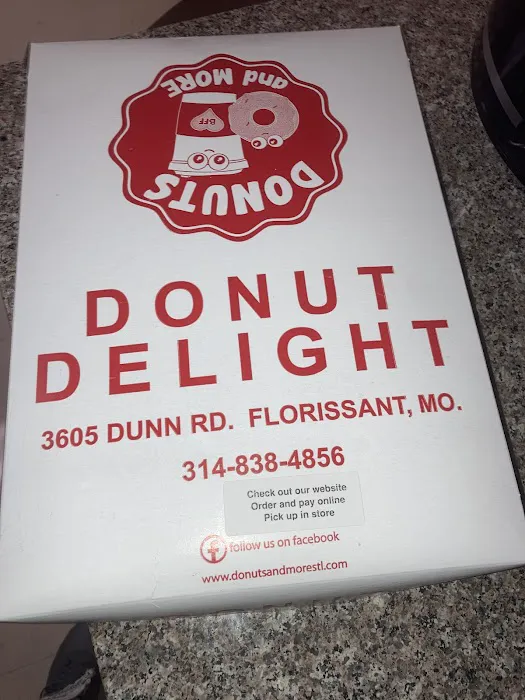 DONUTS
and MORE
BFF
DONUT
DELIGHT
3605 DUNN RD. FLORISSANT, MO.
314-838-4856
Check out our website
Order and pay online
Pick up in store
follow us on facebook
www.donutsandmorestl.com